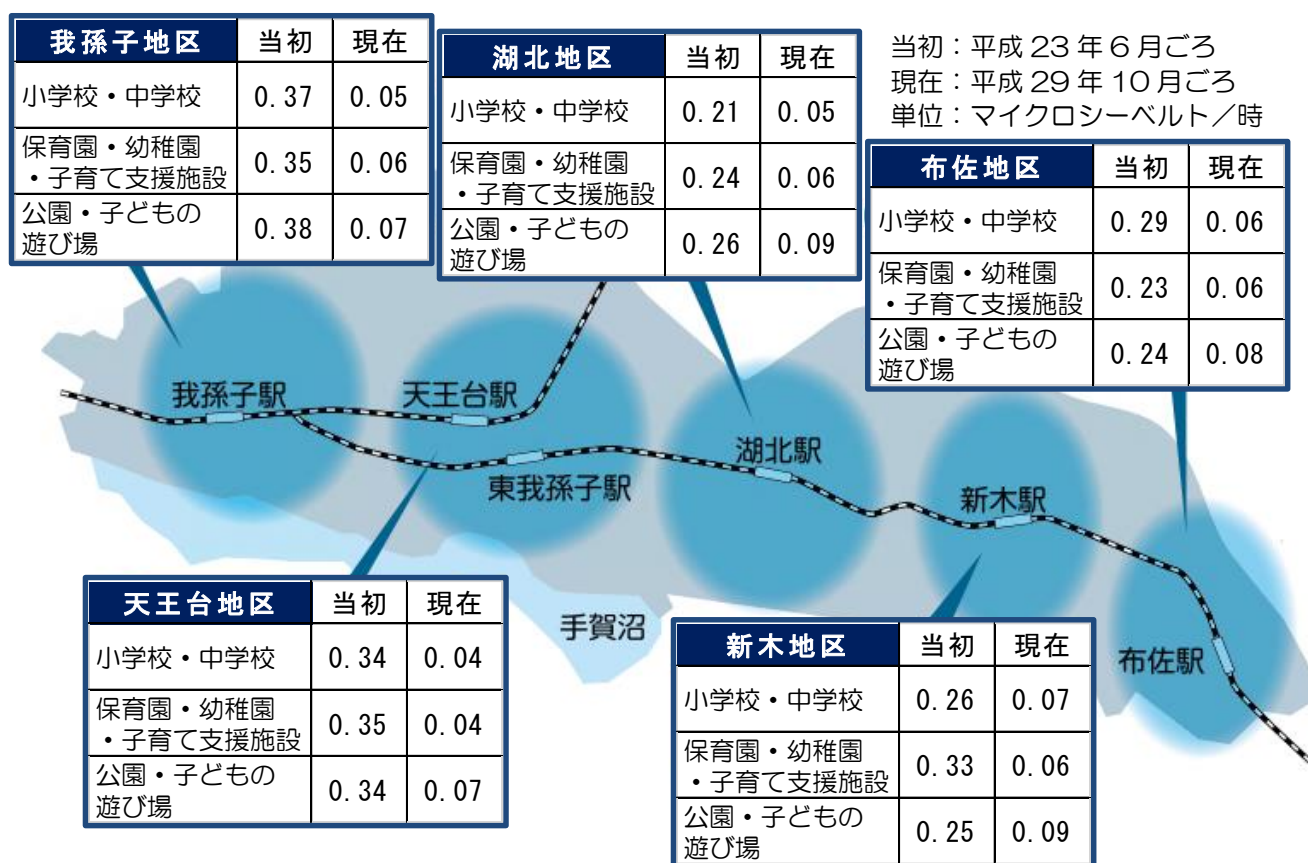 我孫子地区 当初 現在
小学校・中学校 0.37 0.05
保育園・幼稚園
・子育て支援施設 0.35 0.06
公園・子どもの
遊び場 0.38 0.07
湖北地区 当初 現在
小学校・中学校 0.21 0.05
保育園・幼稚園
・子育て支援施設 0.24 0.06
公園・子どもの
遊び場 0.26 0.09
当初：平成23年6月ごろ
現在：平成29年10月ごろ
単位：マイクロシーベルト／時
布佐地区 当初 現在
小学校・中学校 0.29 0.06
保育園・幼稚園
・子育て支援施設 0.23 0.06
公園・子どもの
遊び場 0.24 0.08
我孫子駅
天王台駅
東我孫子駅
湖北駅
新木駅
布佐駅
手賀沼
天王台地区 当初 現在
小学校・中学校 0.34 0.04
保育園・幼稚園
・子育て支援施設 0.35 0.04
公園・子どもの
遊び場 0.34 0.07
新木地区 当初 現在
小学校・中学校 0.26 0.07
保育園・幼稚園
・子育て支援施設 0.33 0.06
公園・子どもの
遊び場 0.25 0.09